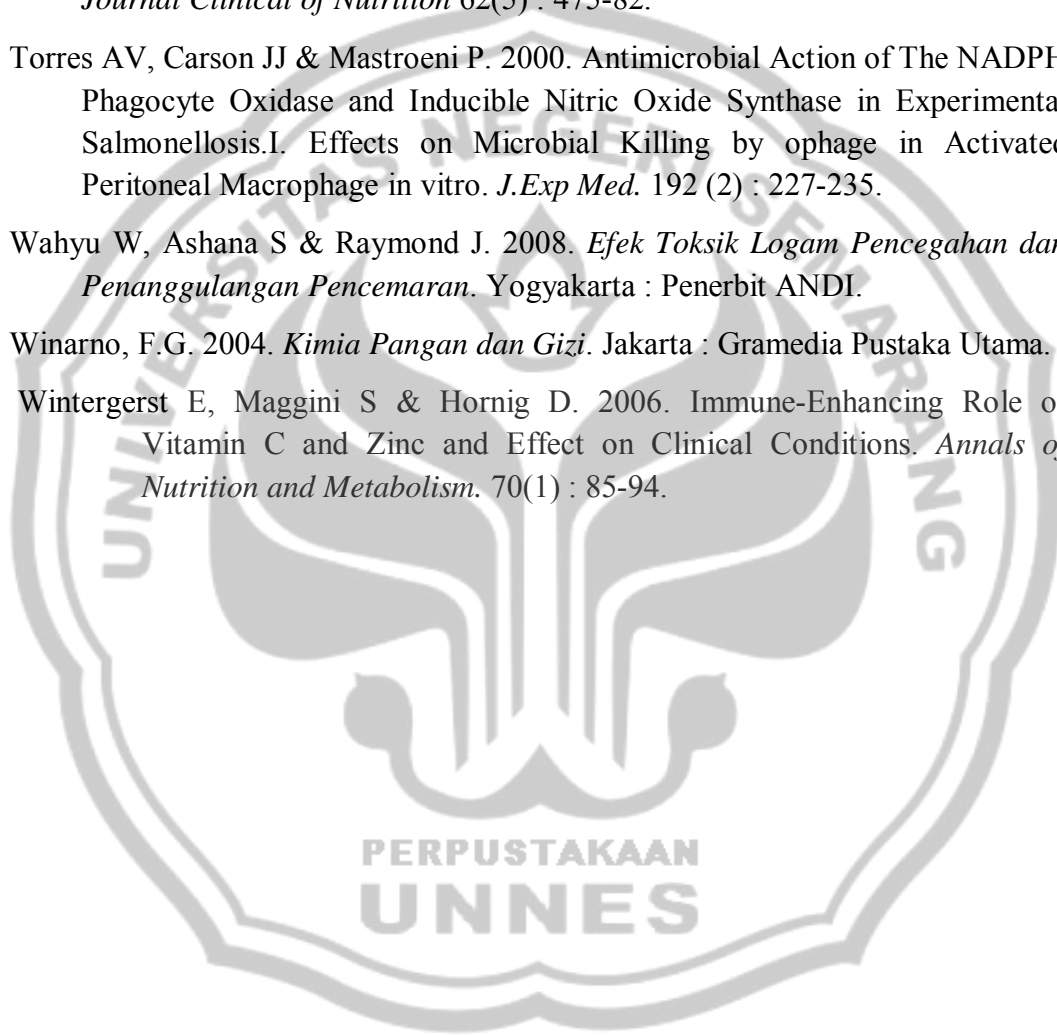 Journal Clinical of Nutrition 62(5) : 475-82.
Torres AV, Carson JJ & Mastroeni P. 2000. Antimicrobial Action of The NADPH
Phagocyte Oxidase and Inducible Nitric Oxide Synthase in Experimenta
Salmonellosis.I. Effects on Microbial Killing by ophage in Activated
Peritoneal Macrophage in vitro. J.Exp Med. 192 (2) : 227-235.
Wahyu W, Ashana S & Raymond J. 2008. Efek Toksik Logam Pencegahan dan
Penanggulangan Pencemaran. Yogyakarta : Penerbit ANDI.
Winarno, F.G. 2004. Kimia Pangan dan Gizi. Jakarta : Gramedia Pustaka Utama.
Wintergerst E, Maggini S & Hornig D. 2006. Immune-Enhancing Role of
Vitamin C and Zinc and Effect on Clinical Conditions. Annals of
Nutrition and Metabolism. 70(1) : 85-94.
UNIVERSITAS NEGERI SEMARANG
PERPUSTAKAAN
UNNES